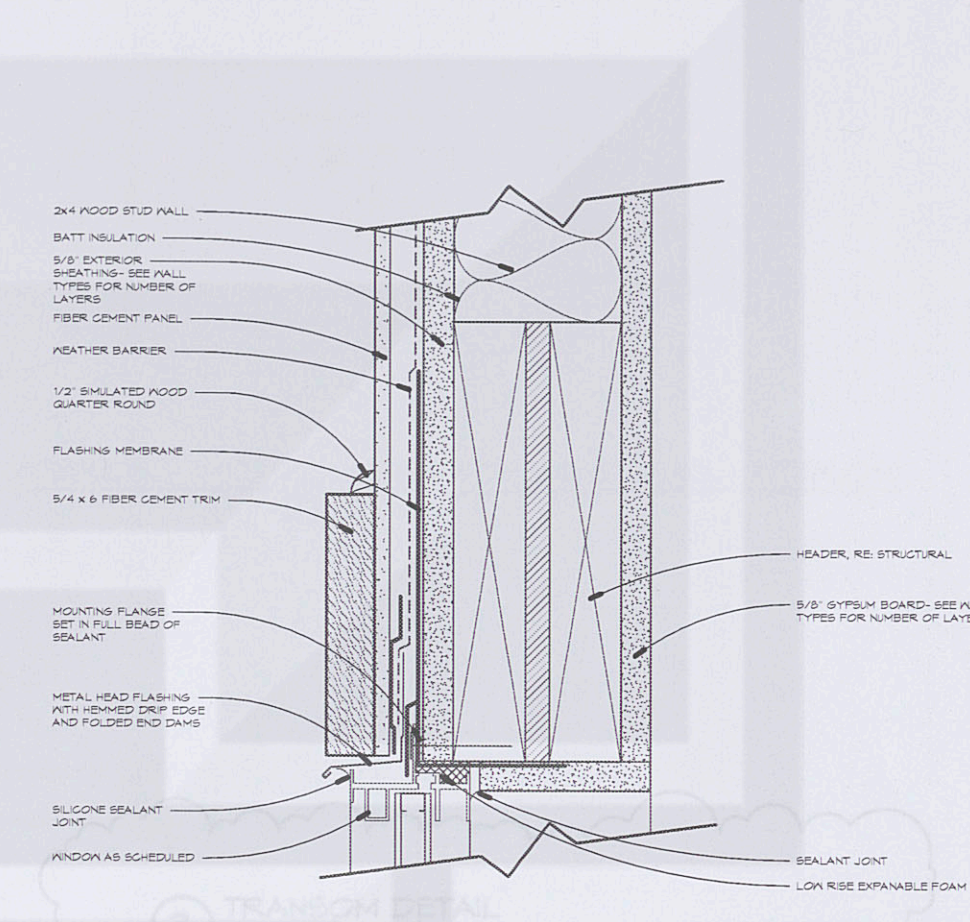 2x4 WOOD STUD WALL
BATT INSULATION
5/8" EXTERIOR
SHEATHING- SEE WALL
TYPES FOR NUMBER OF
LAYERS
FIBER CEMENT PANEL
WEATHER BARRIER
1/2" SIMULATED WOOD
QUARTER ROUND
FLASHING MEMBRANE
5/4 x 6 FIBER CEMENT TRIM
MOUNTING FLANGE
SET IN FULL BEAD OF
SEALANT
METAL HEAD FLASHING
WITH HEMMED DRIP EDGE
AND FOLDED END DAMS
SILICONE SEALANT
JOINT
WINDOW AS SCHEDULED
HEADER, RE: STRUCTURAL
5/8" GYPSUM BOARD- SEE
TYPES FOR NUMBER OF
SEALANT JOINT
LOW RISE EXPANABLE FOAM
TRANSOM DETAIL